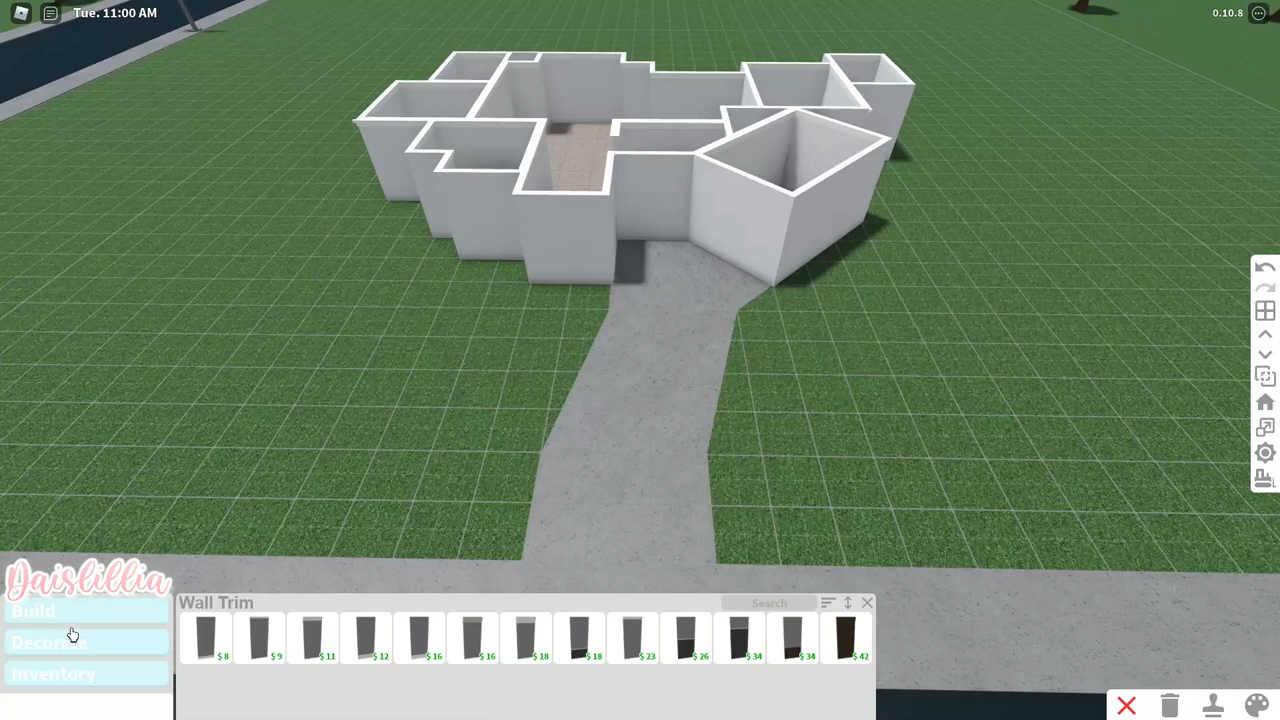 Tue. 11:00 AM
0.10.8
Daislillia
Build
Decorate
Inventory
Wall Trim
Search
$ 8
$ 9
$ 11
$ 12
$ 16
$ 16
$ 18
$ 18
$ 23
$ 26
$ 34
$ 34
$ 42